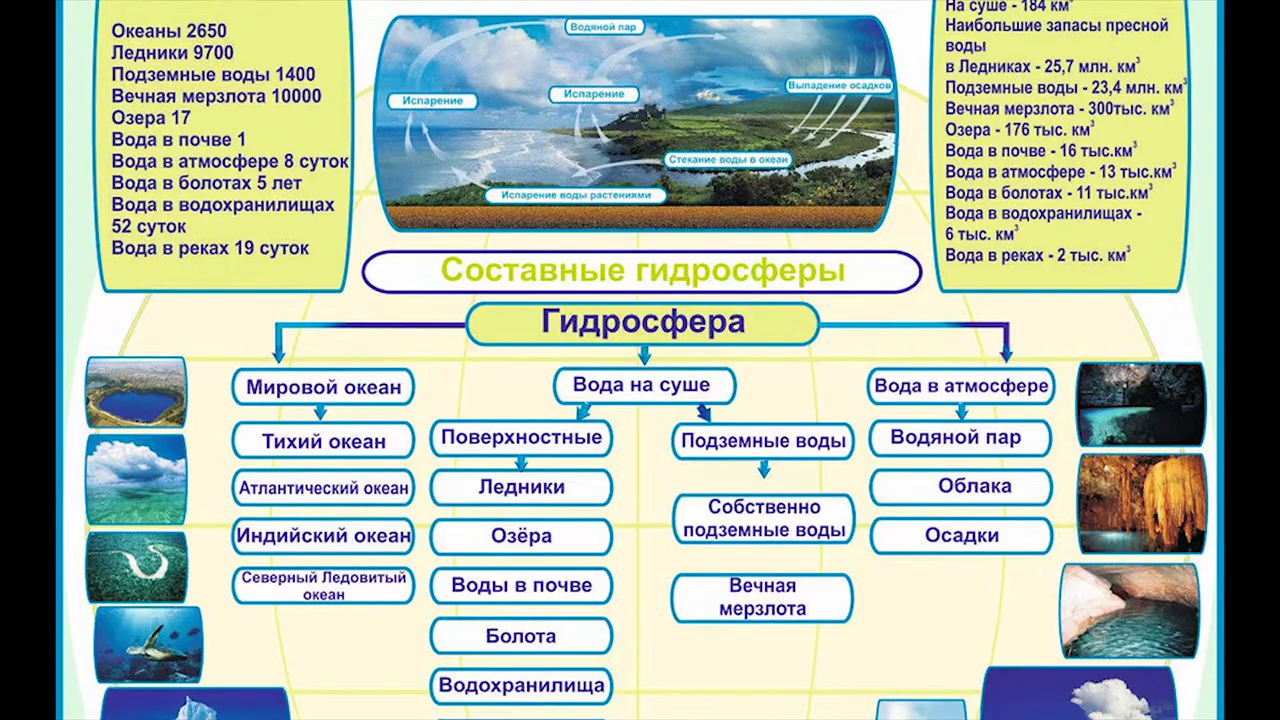 Океаны 2650
Ледники 9700
Подземные воды 1400
Вечная мерзлота 10000
Озера 17
Вода в почве 1
Вода в атмосфере 8 суток
Вода в болотах 5 лет
Вода в водохранилищах
52 суток
Вода в реках 19 суток
Водяной пар
Испарение
Испарение
Выпадение осадков
Стекание воды в океан
Испарение воды растениями
На суше - 184 км³
Наибольшие запасы пресной
воды
в Ледниках - 25,7 млн. км³
Подземные воды - 23,4 млн. км³
Вечная мерзлота - 300тыс. км³
Озера - 176 тыс. км³
Вода в почве - 16 тыс.км³
Вода в атмосфере - 13 тыс.км³
Вода в болотах - 11 тыс.км³
Вода в водохранилищах -
6 тыс. км³
Вода в реках - 2 тыс. км³
Составные гидросферы
Гидросфера
Мировой океан
Тихий океан
Атлантический океан
Индийский океан
Северный Ледовитый
океан
Вода на суше
Поверхностные
Ледники
Озёра
Воды в почве
Болота
Водохранилища
Подземные воды
Собственно
подземные воды
Вечная
мерзлота
Вода в атмосфере
Водяной пар
Облака
Осадки